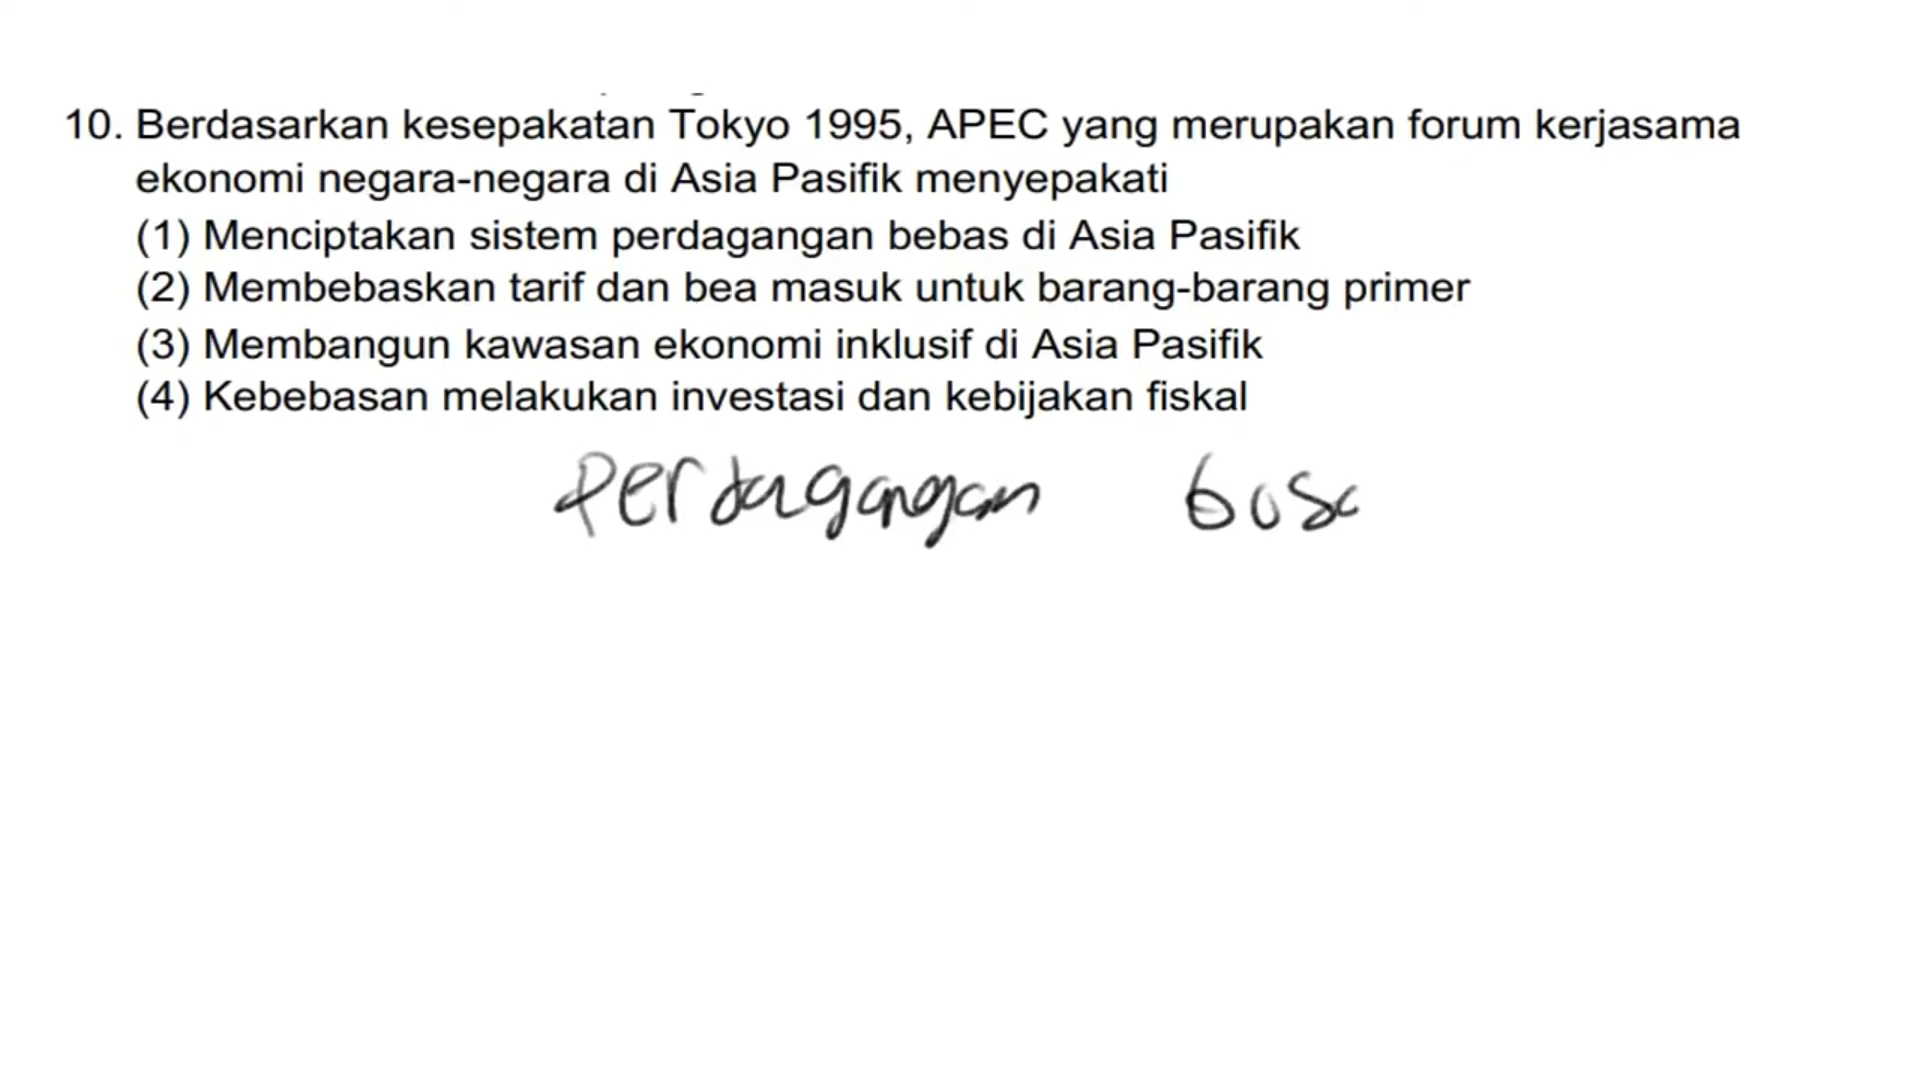 10. Berdasarkan kesepakatan Tokyo 1995, APEC yang merupakan forum kerjasama
ekonomi negara-negara di Asia Pasifik menyepakati
(1) Menciptakan sistem perdagangan bebas di Asia Pasifik
(2) Membebaskan tarif dan bea masuk untuk barang-barang primer
(3) Membangun kawasan ekonomi inklusif di Asia Pasifik
(4) Kebebasan melakukan investasi dan kebijakan fiskal
Perdagangan